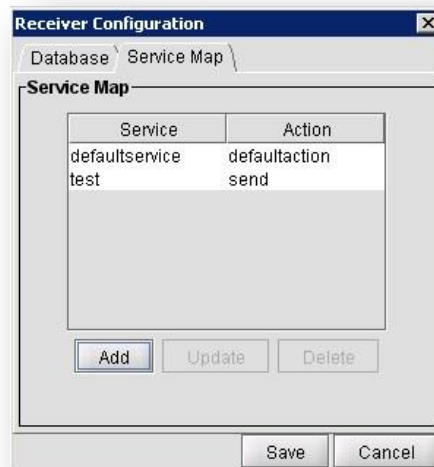 Receiver Configuration
Database Service Map
Service Map
Service Action
defaultservice defaultaction
test send
Add Update Delete
Save Cancel